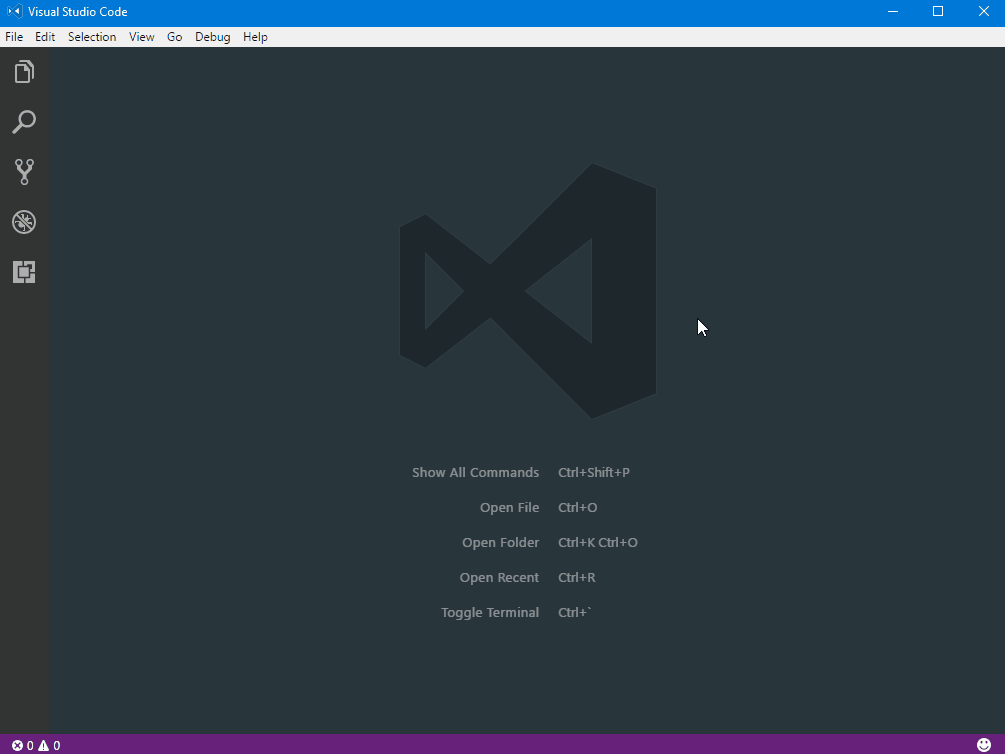 Visual Studio Code
File Edit Selection View Go Debug Help
Show All Commands Ctrl+Shift+P
Open File Ctrl+O
Open Folder Ctrl+K Ctrl+O
Open Recent Ctrl+R
Toggle Terminal Ctrl+`
0 0